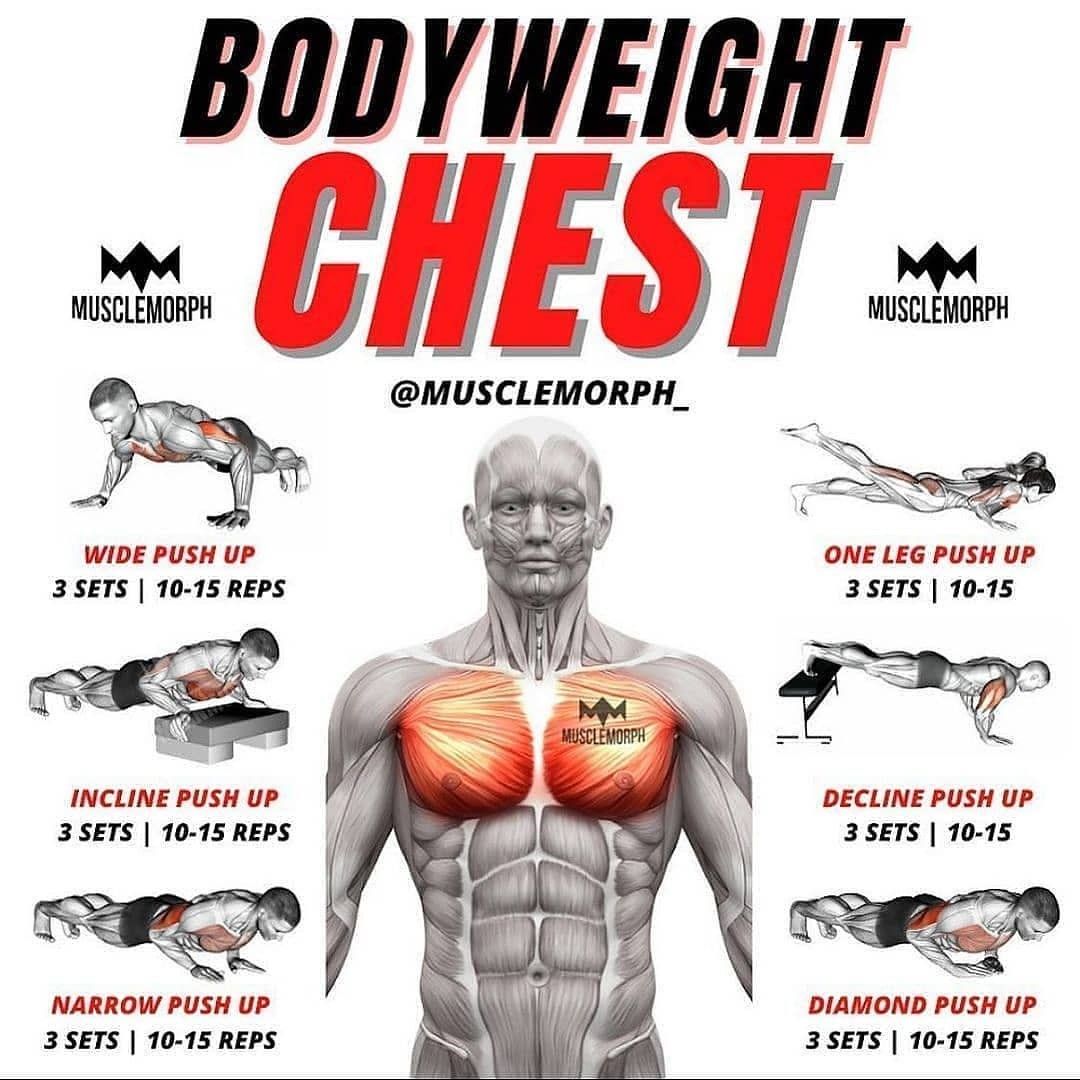 BODYWEIGHT
CHEST
MUSCLEMORPH
MUSCLEMORPH
@MUSCLEMORPH_
WIDE PUSH UP
3 SETS | 10-15 REPS
INCLINE PUSH UP
3 SETS | 10-15 REPS
NARROW PUSH UP
3 SETS | 10-15 REPS
MUSCLEMORPH
ONE LEG PUSH UP
3 SETS | 10-15
DECLINE PUSH UP
3 SETS | 10-15
DIAMOND PUSH UP
3 SETS | 10-15 REPS